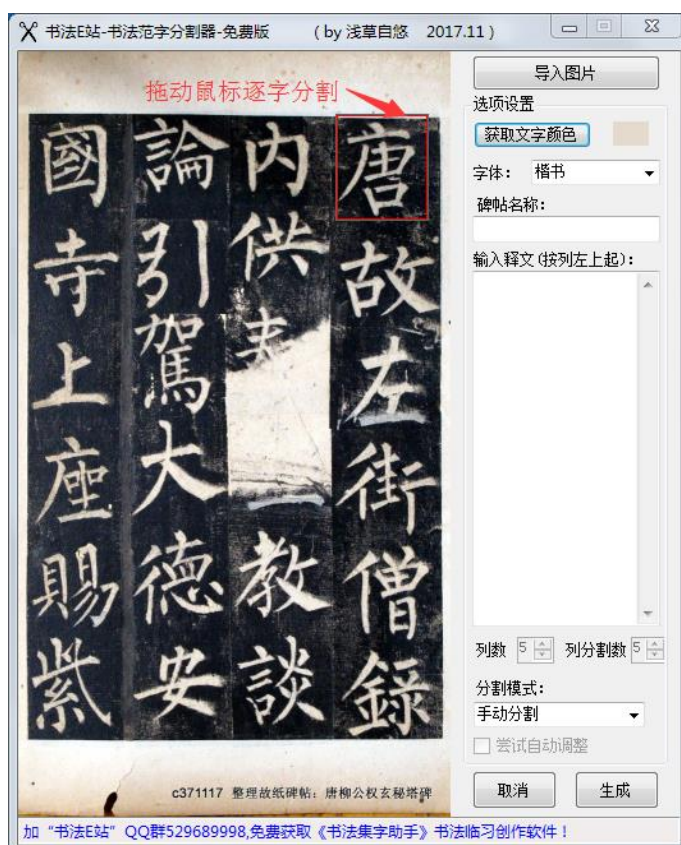 书法E站-书法范字分割器-免费版 （by 浅草自悠 2017.11）
拖动鼠标逐字分割
唐故左街僧録
内供 教談
論引駕大德安
國寺上座賜紫
c371117 整理故纸碑帖：唐柳公权玄秘塔碑
导入图片
选项设置
获取文字颜色
字体： 楷书
碑帖名称：
输入释文(按列左上起)：
列数 5 列分割数 5
分割模式：
手动分割
尝试自动调整
取消 生成
加“书法E站”QQ群529689998,免费获取《书法集字助手》书法临习创作软件！